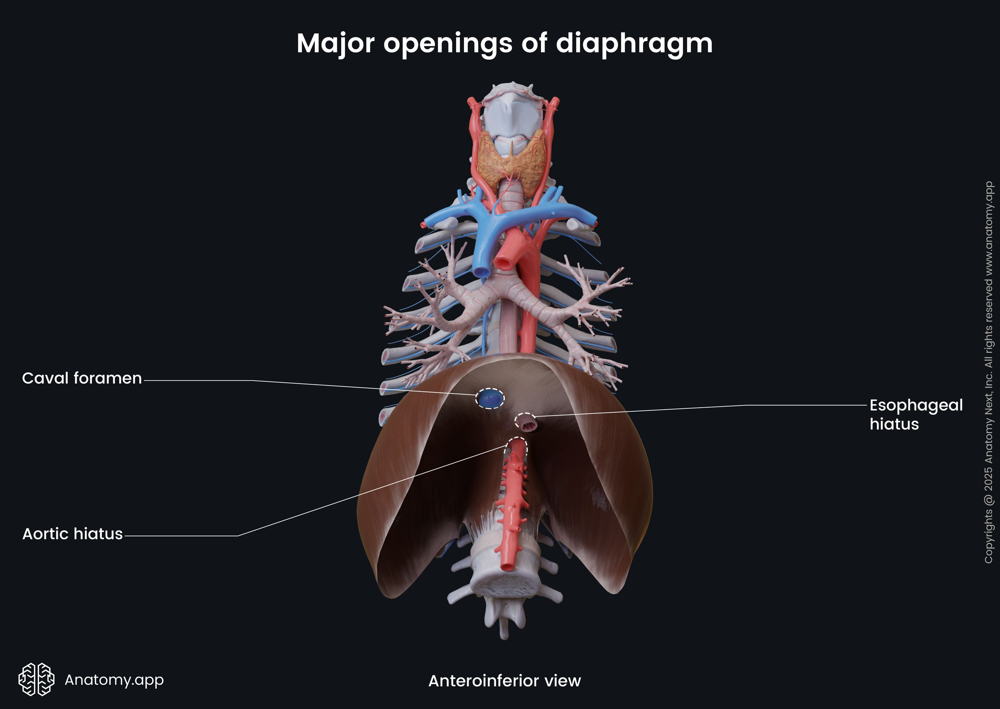 Major openings of diaphragm
Caval foramen
Esophageal
hiatus
Aortic hiatus
Anatomy.app
Anteroinferior view
Copyrights @ 2025 Anatomy Next, Inc. All rights reserved www.anatomy.app